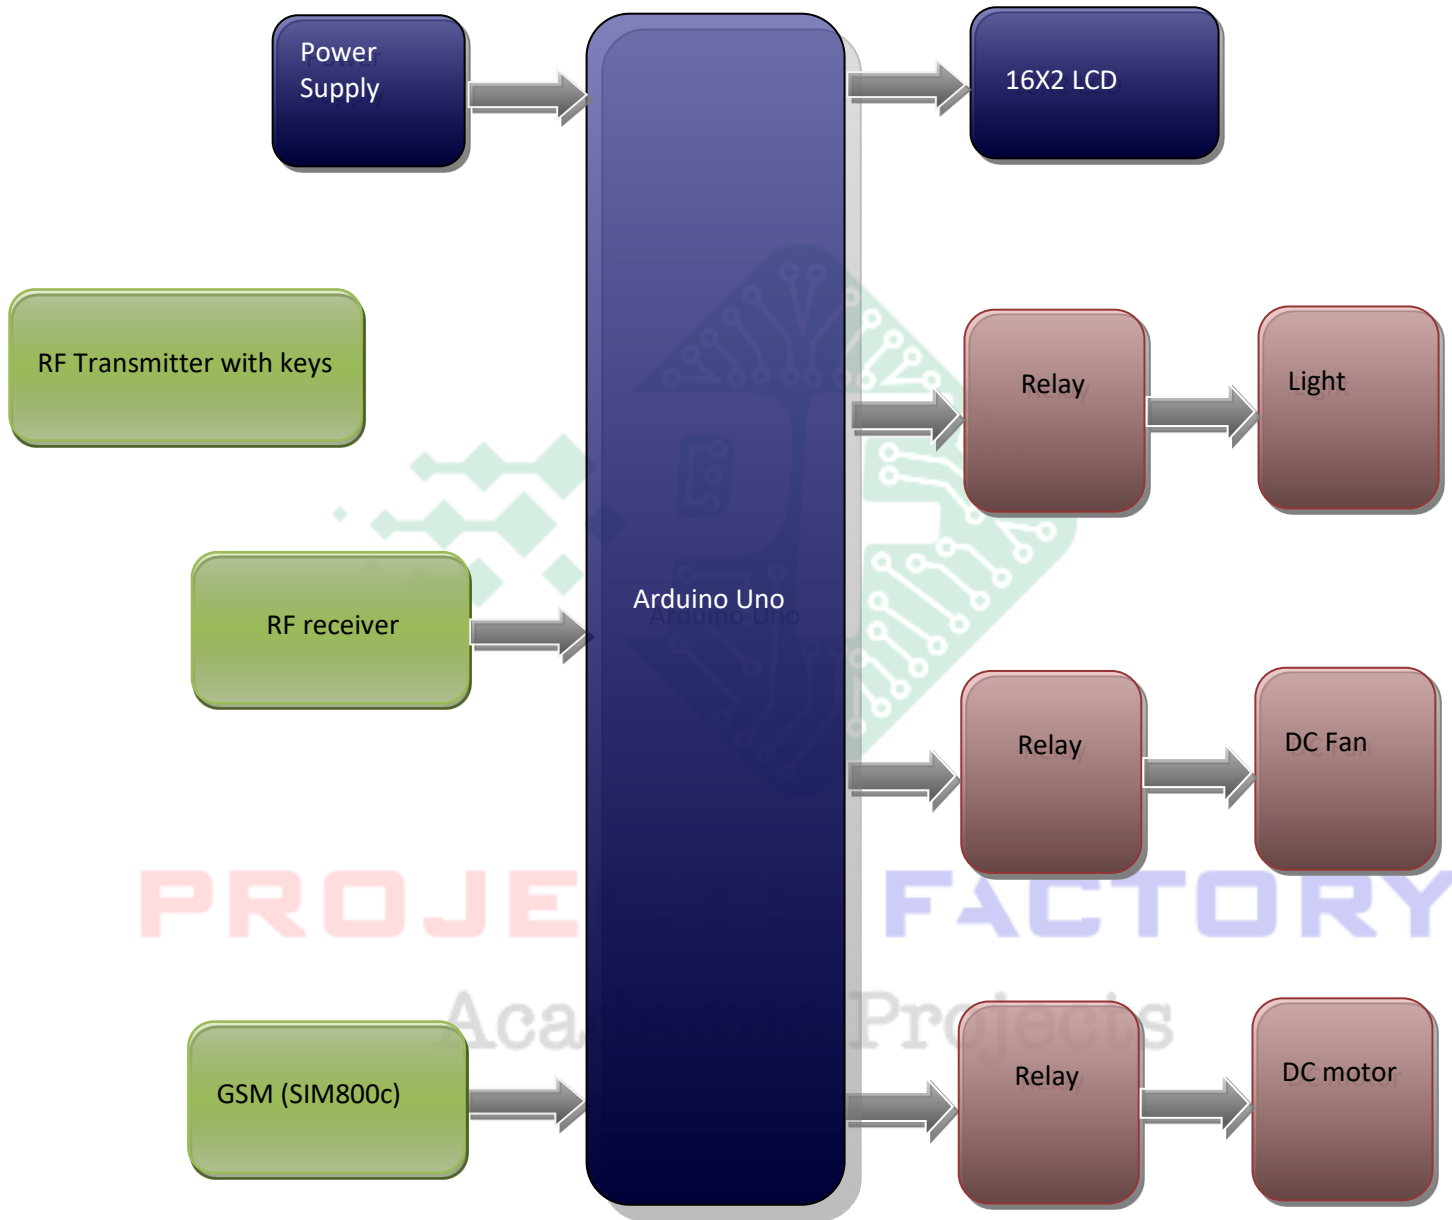 Power
Supply
16X2 LCD
RF Transmitter with keys
Relay
Light
Arduino Uno
RF receiver
Relay
DC Fan
PROJECTS FACTORY
Academic Projects
GSM (SIM800c)
Relay
DC motor